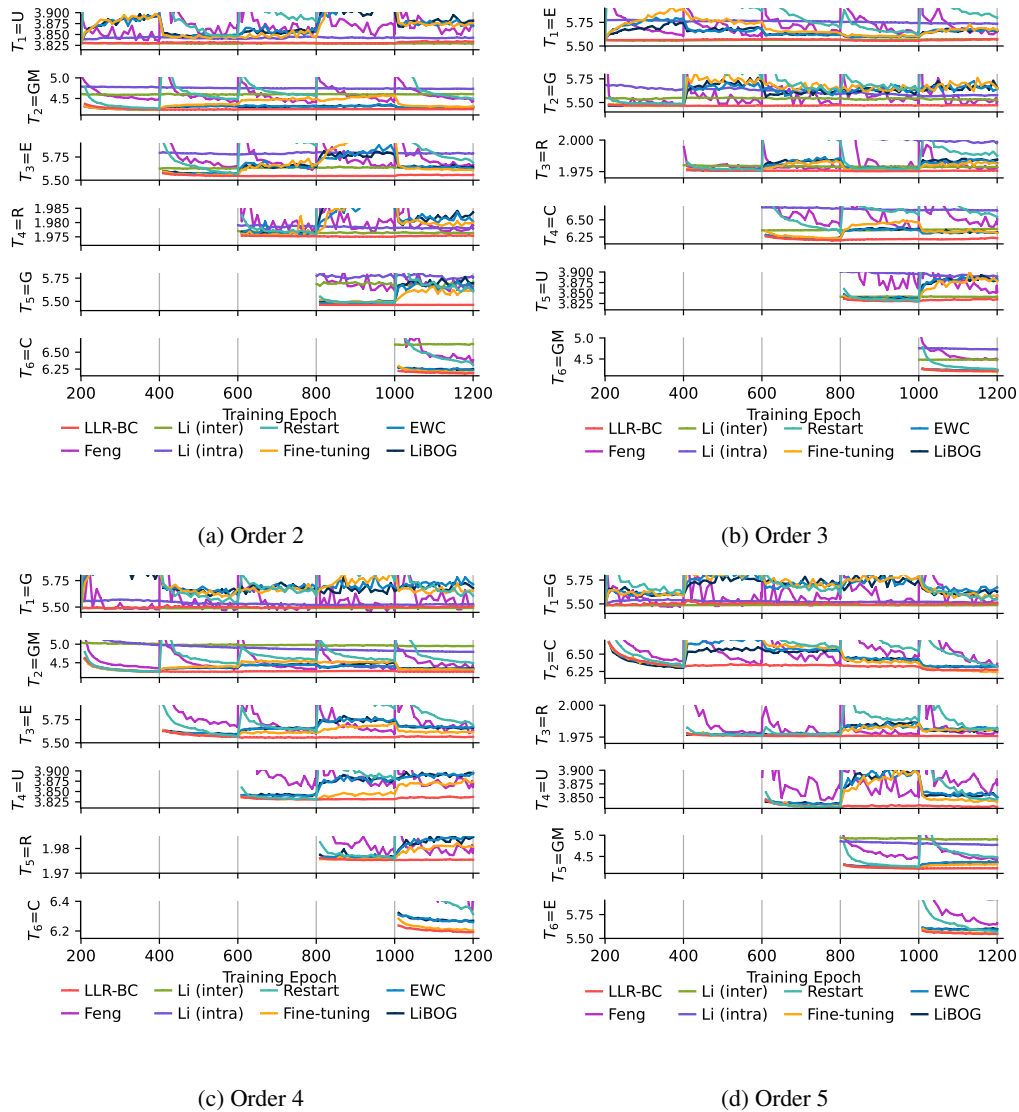 T1=U
3.900
3.875
3.850
3.825
T2=GM
5.0
4.5
T3=E
5.75
5.50
T4=R
1.985
1.980
1.975
T5=G
5.75
5.50
T6=C
6.50
6.25
200 400 600 800 1000 1200
Training Epoch
LLR-BC Li (inter) Restart EWC
Feng Li (intra) Fine-tuning LiBOG
(a) Order 2
T1=E
5.75
5.50
T2=G
5.75
5.50
T3=R
2.000
1.975
T4=C
6.50
6.25
T5=U
3.900
3.875
3.850
3.825
T6=GM
5.0
4.5
200 400 600 800 1000 1200
Training Epoch
LLR-BC Li (inter) Restart EWC
Feng Li (intra) Fine-tuning LiBOG
(b) Order 3
T1=G
5.75
5.50
T2=GM
5.0
4.5
T3=E
5.75
5.50
T4=U
3.900
3.875
3.850
3.825
T5=R
1.98
1.97
T6=C
6.4
6.2
200 400 600 800 1000 1200
Training Epoch
LLR-BC Li (inter) Restart EWC
Feng Li (intra) Fine-tuning LiBOG
(c) Order 4
T1=G
5.75
5.50
T2=C
6.50
6.25
T3=R
2.000
1.975
T4=U
3.900
3.850
T5=GM
5.0
4.5
T6=E
5.75
5.50
200 400 600 800 1000 1200
Training Epoch
LLR-BC Li (inter) Restart EWC
Feng Li (intra) Fine-tuning LiBOG
(d) Order 5